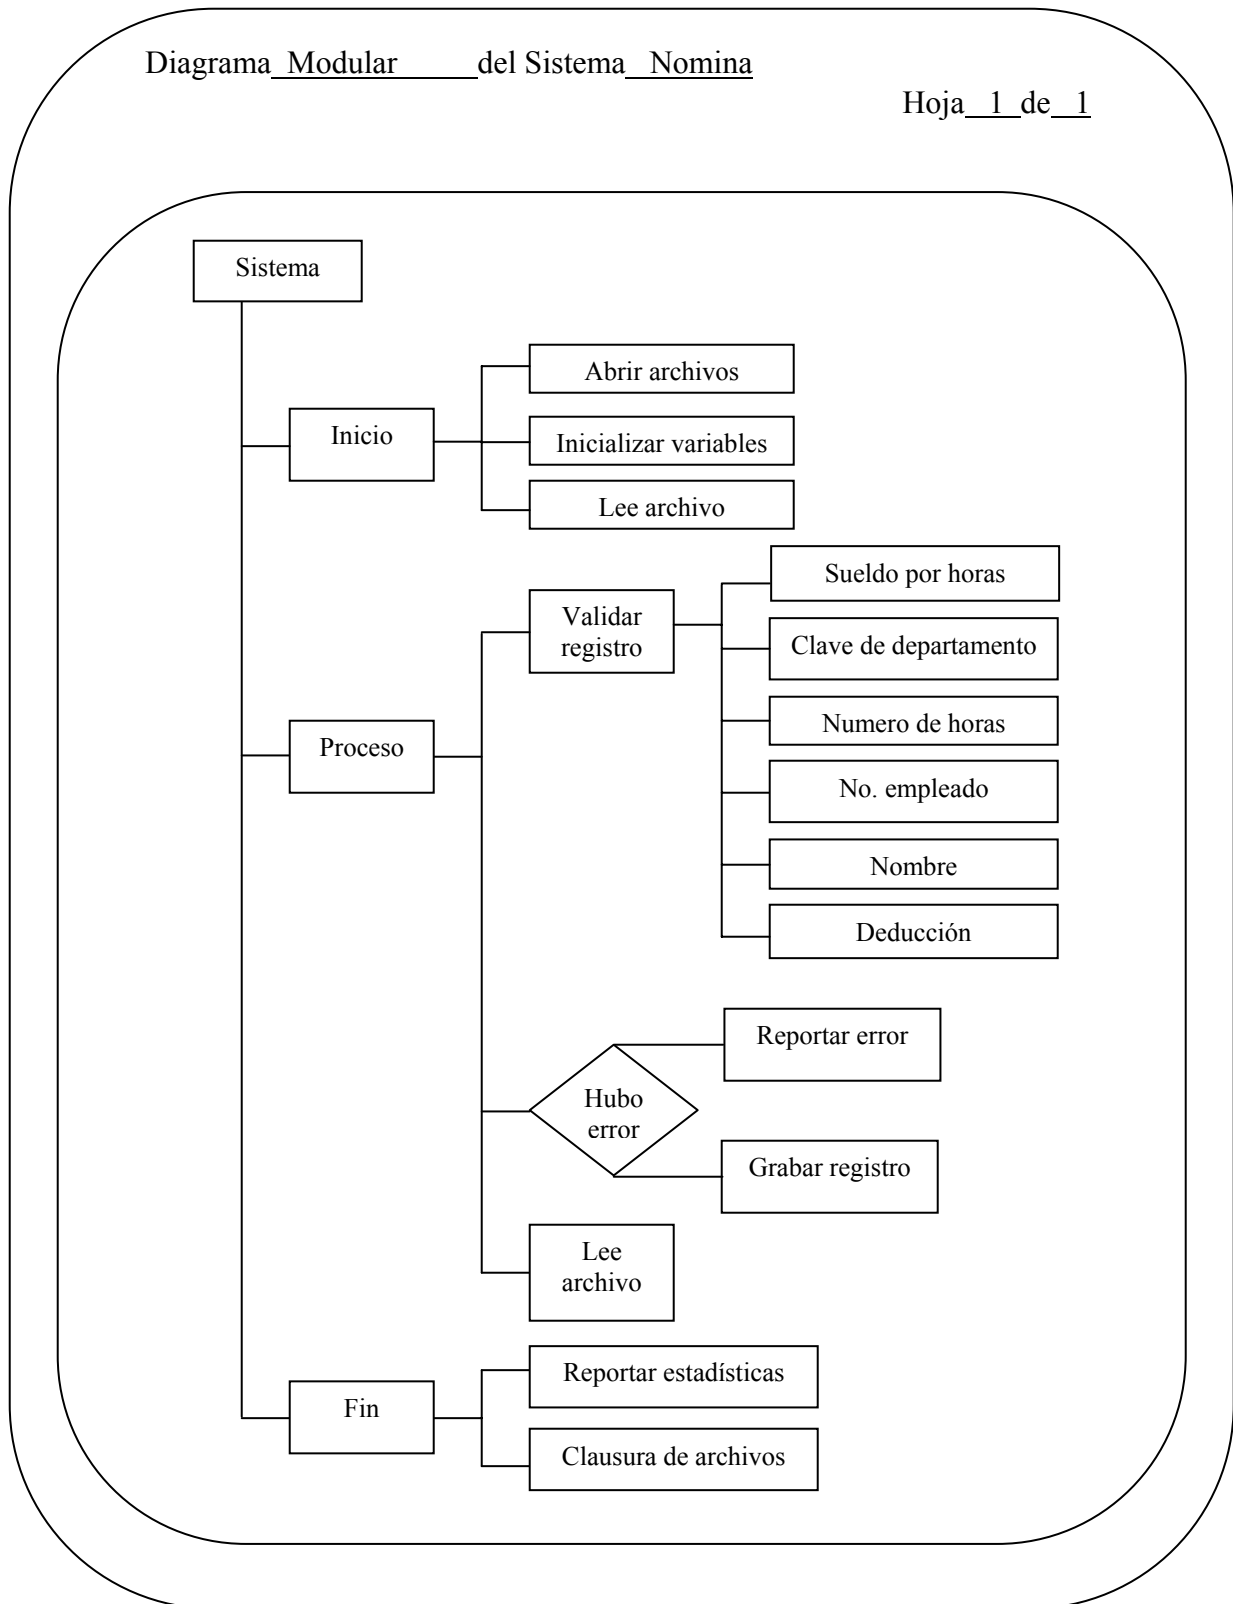 Diagrama Modular del Sistema Nomina
Hoja 1 de 1
Sistema
Abrir archivos
Inicio
Inicializar variables
Lee archivo
Sueldo por horas
Validar
registro
Clave de departamento
Numero de horas
Proceso
No. empleado
Nombre
Deducción
Reportar error
Hubo
error
Grabar registro
Lee
archivo
Reportar estadísticas
Fin
Clausura de archivos